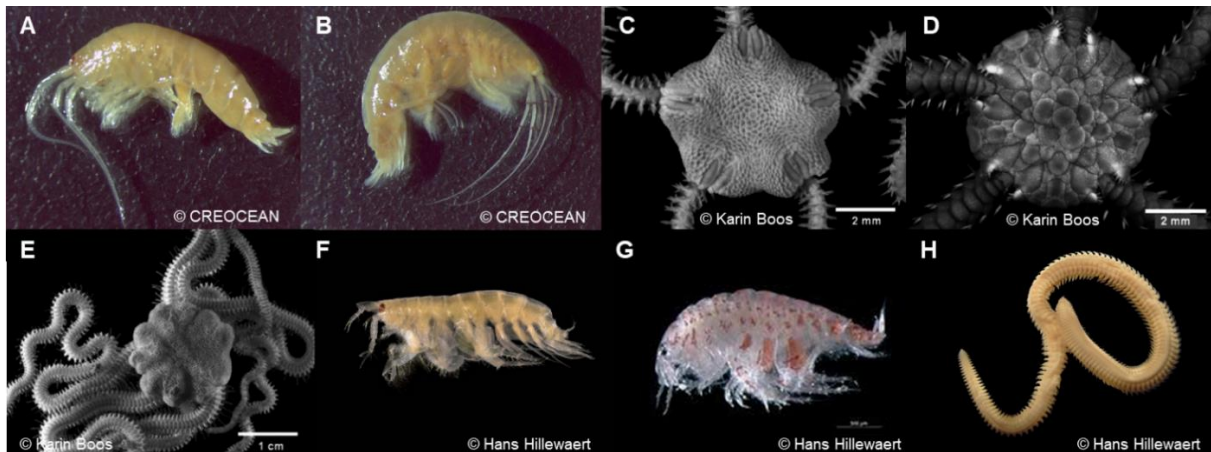 A
© CREOCEAN
B
© CREOCEAN
C
© Karin Boos
2 mm
D
© Karin Boos
2 mm
E
© Karin Boos
1 cm
F
© Hans Hillewaert
G
© Hans Hillewaert
H
© Hans Hillewaert